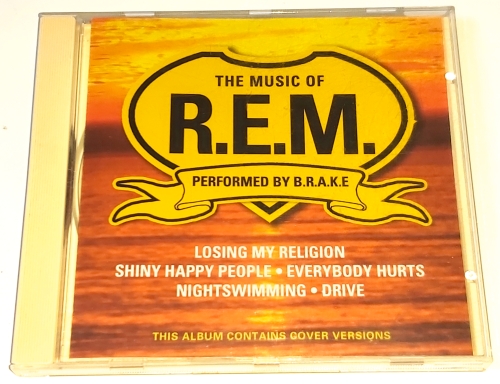 THE MUSIC OF
R.E.M.
PERFORMED BY B.R.A.K.E
LOSING MY RELIGION
SHINY HAPPY PEOPLE • EVERYBODY HURTS
NIGHTSWIMMING • DRIVE
THIS ALBUM CONTAINS COVER VERSIONS